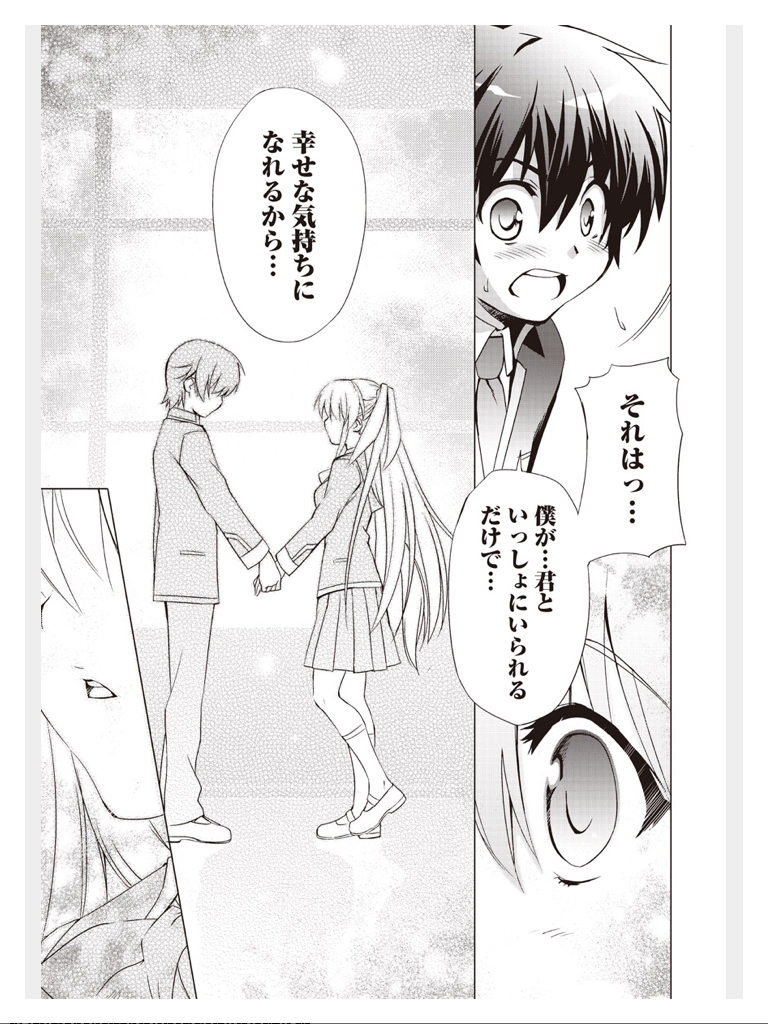 それはっ…
僕が…君と
いっしょにいられる
だけで…
幸せな気持ちに
なれるから…